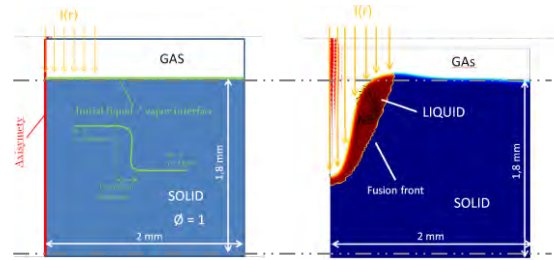 I(r)
GAS
Initial liquid / vapor interface
Axisymety
1,8 mm
SOLID
Ø = 1
2 mm
I(r)
GAs
LIQUID
Fusion front
1,8 mm
SOLID
2 mm